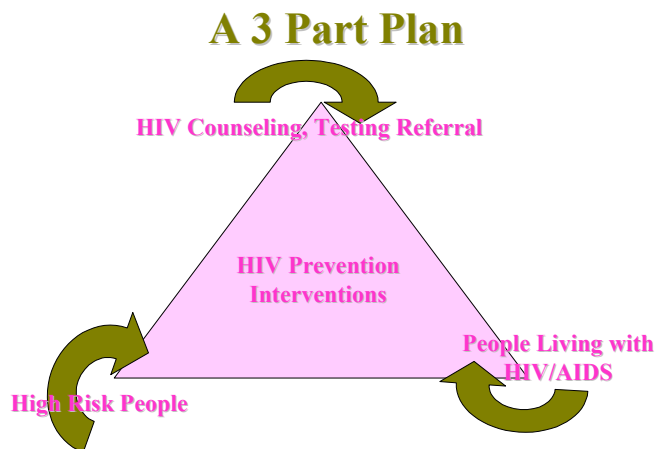 A 3 Part Plan
HIV Counseling, Testing Referral
HIV Prevention
Interventions
People Living with
HIV/AIDS
High Risk People